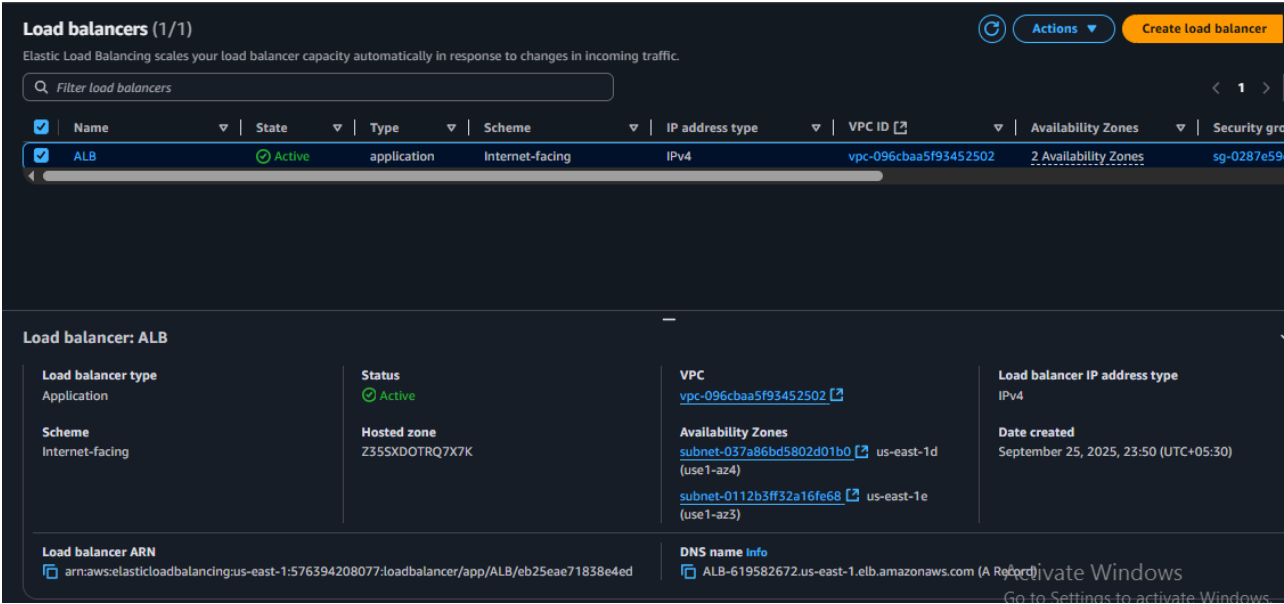 Load balancers (1/1)
Actions
Create load balancer
Elastic Load Balancing scales your load balancer capacity automatically in response to changes in incoming traffic.
Filter load balancers
1
Name State Type Scheme IP address type VPC ID Availability Zones Security gro
ALB Active application Internet-facing IPv4 vpc-096cbaa5f93452502 2 Availability Zones sg-0287e59
Load balancer: ALB
Load balancer type Status VPC Load balancer IP address type
Application Active vpc-096cbaa5f93452502 IPv4
Scheme Hosted zone Availability Zones Date created
Internet-facing Z35SXDOTRQ7X7K subnet-037a86bd5802d01b0 us-east-1d September 25, 2025, 23:50 (UTC+05:30)
(use1-az4)
subnet-0112b3ff32a16fe68 us-east-1e
(use1-az3)
Load balancer ARN DNS name Info
arn:aws:elasticloadbalancing:us-east-1:576394208077:loadbalancer/app/ALB/eb25eae71838e4ed ALB-619582672.us-east-1.elb.amazonaws.com (A Record)
Activate Windows
Go to Settings to activate Windows.